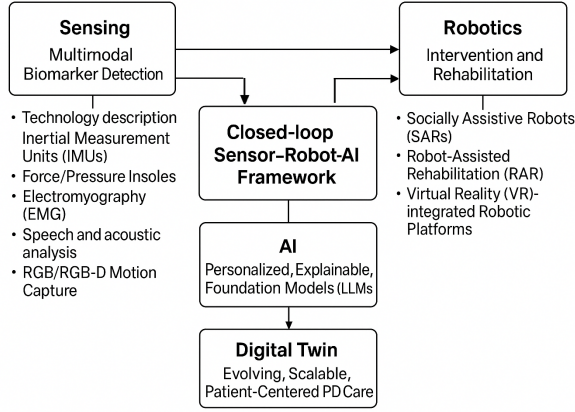 Sensing
Multimodal
Biomarker Detection
• Technology description
Inertial Measurement
Units (IMUs)
• Force/Pressure Insoles
• Electromyography
(EMG)
• Speech and acoustic
analysis
• RGB/RGB-D Motion
Capture
Closed-loop
Sensor–Robot-AI
Framework
AI
Personalized, Explainable,
Foundation Models (LLMs
Digital Twin
Evolving, Scalable,
Patient-Centered PD Care
Robotics
Intervention and
Rehabilitation
• Socially Assistive Robots
(SARs)
• Robot-Assisted
Rehabilitation (RAR)
• Virtual Reality (VR)-
integrated Robotic
Platforms